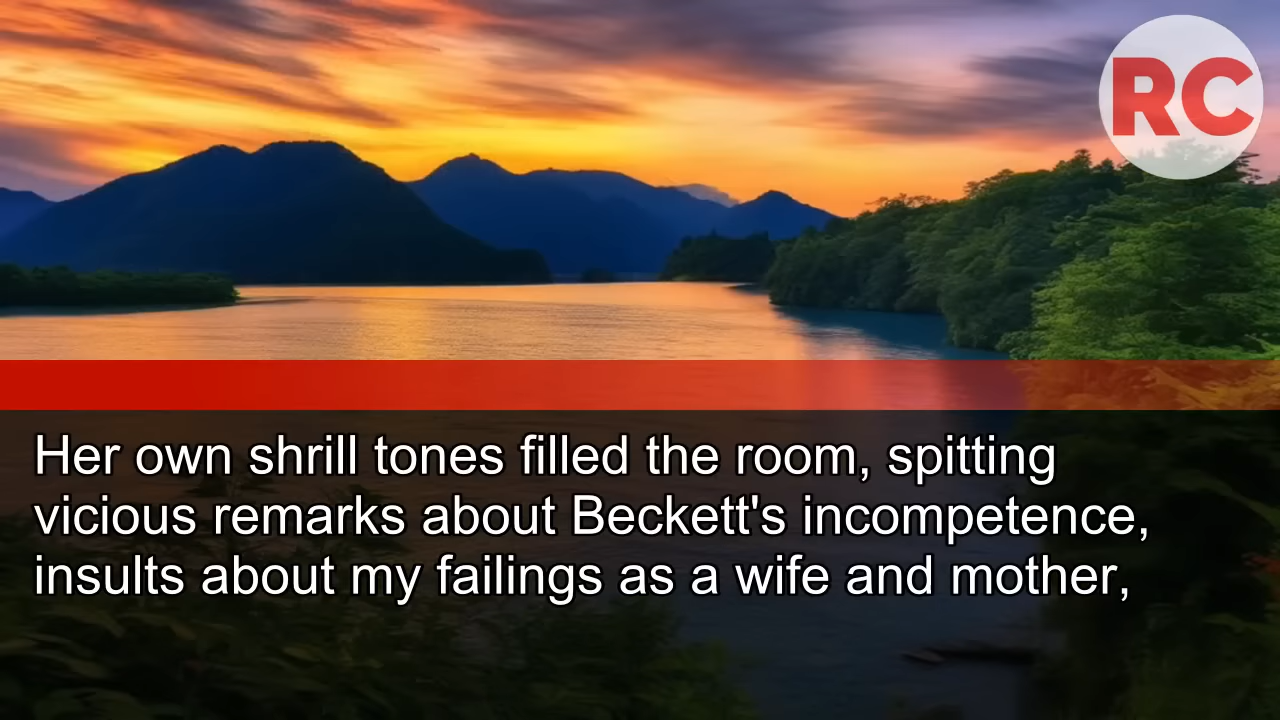 RC
Her own shrill tones filled the room, spitting
vicious remarks about Beckett's incompetence,
insults about my failings as a wife and mother,